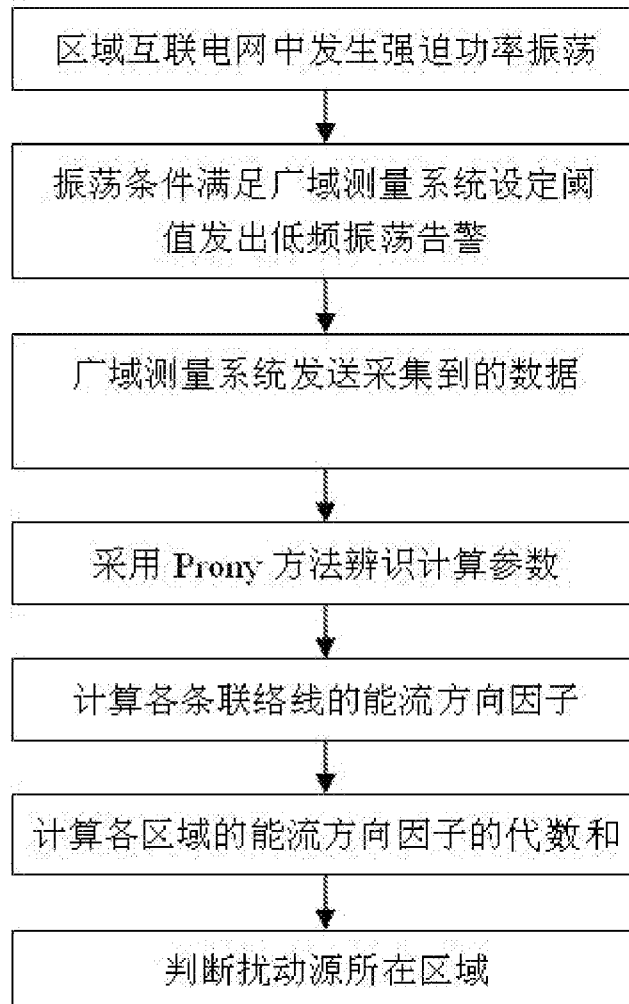 区域互联电网中发生强迫功率振荡
振荡条件满足广域测量系统设定阈
值发出低频振荡告警
广域测量系统发送采集到的数据
采用 Prony 方法辨识计算参数
计算各条联络线的能流方向因子
计算各区域的能流方向因子的代数和
判断扰动源所在区域